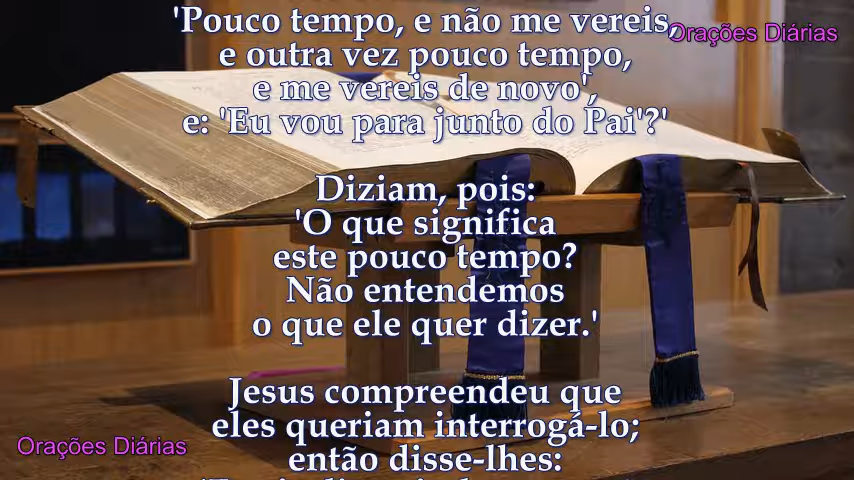 'Pouco tempo, e não me vereis,
Orações Diárias
e outra vez pouco tempo,
e me vereis de novo',
e: 'Eu vou para junto do Pai'?'
Diziam, pois:
'O que significa
este pouco tempo?
Não entendemos
o que ele quer dizer.'
Jesus compreendeu que
eles queriam interrogá-lo;
Orações Diárias
então disse-lhes: